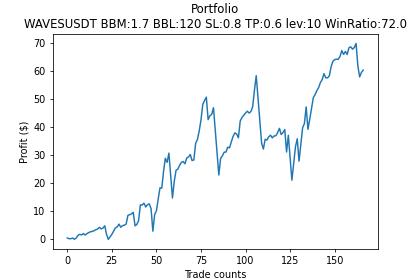 Portfolio
WAVESUSDT BBM:1.7 BBL:120 SL:0.8 TP:0.6 lev:10 WinRatio:72.0
70
60
50
40
30
20
10
0
Profit ($)
0 25 50 75 100 125 150
Trade counts